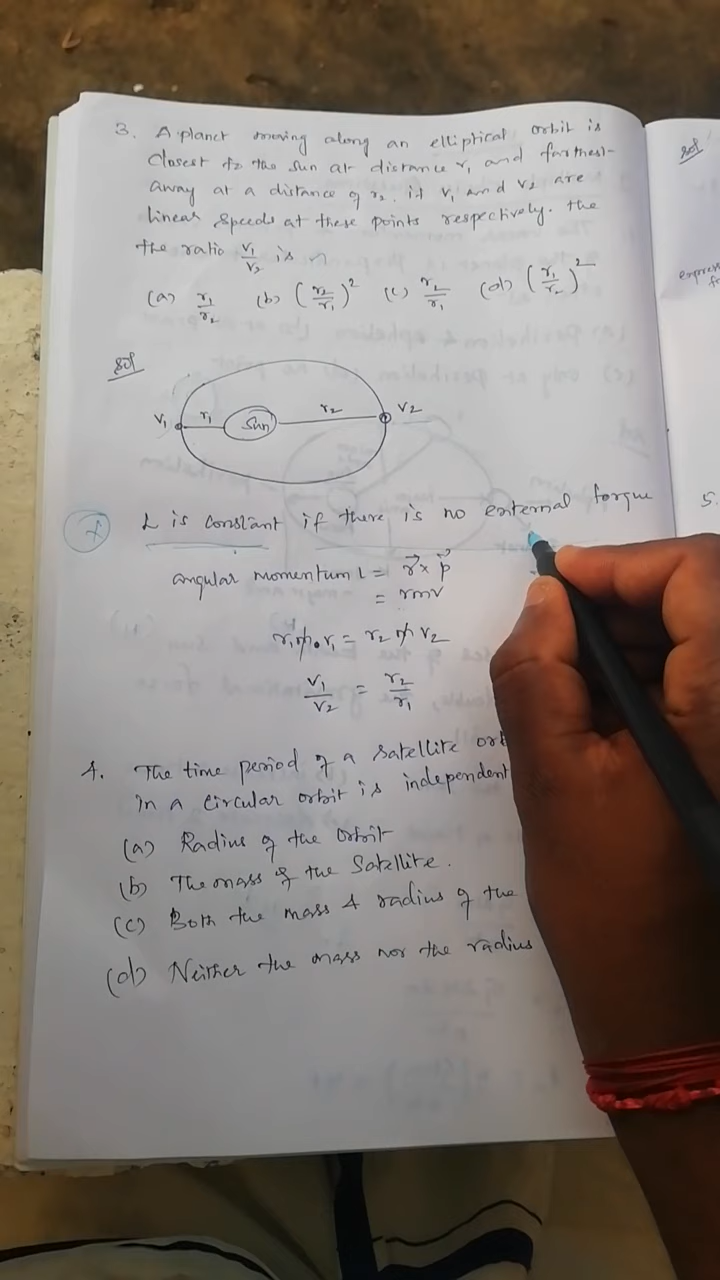 3. A planet moving along an elliptical orbit is
closest to the sun at distance r₁ and farthest
away at a distance of r₂. if v₁ and v₂ are
linear speeds at these points respectively. the
the ratio v₁/v₂ is
(a) r₁/r₂ (b) (r₂/r₁)² (c) r₂/r₁ (d) (r₁/r₂)²
Sol
V₁ r₁ Sun r₂ V₂
L is constant if there is no external torque
angular momentum L = r⃗ × p⃗
= rmv
r₁m v₁ = r₂ m v₂
v₁/v₂ = r₂/r₁
4. The time period of a satellite
in a circular orbit is independent
(a) Radius of the orbit
(b) The mass of the Satellite.
(c) Both the mass & radius of the
(d) Neither the mass nor the radius
Sol
5.